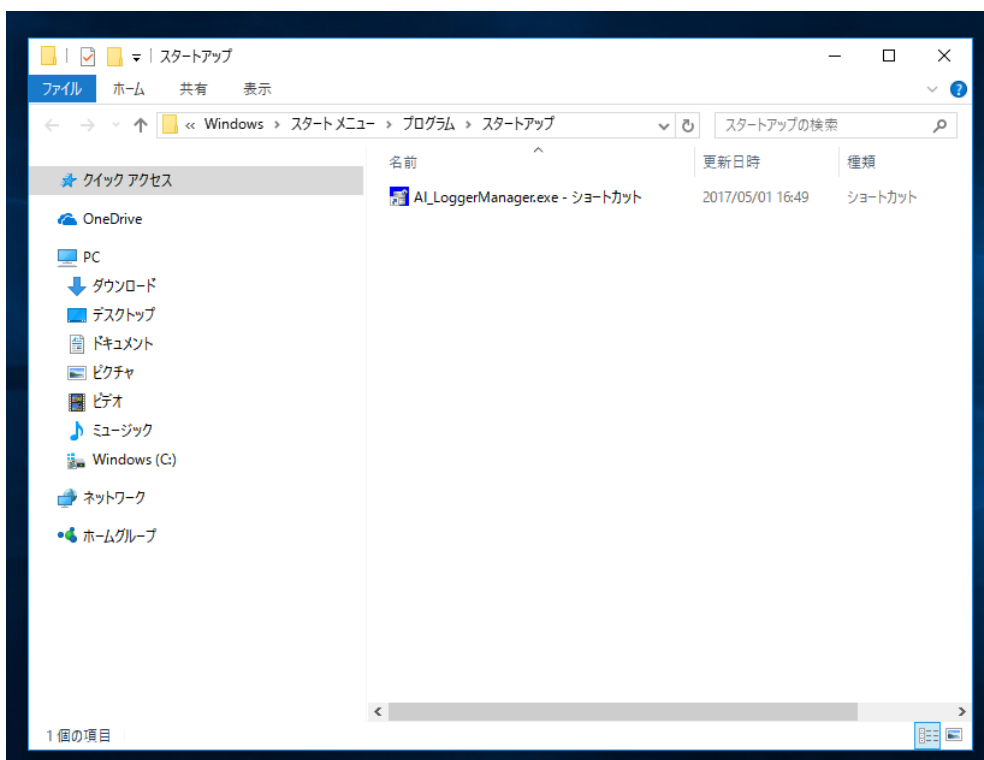 スタートアップ
ファイル ホーム 共有 表示
« Windows › スタート メニュー › プログラム › スタートアップ スタートアップの検索
名前 更新日時 種類
クイック アクセス
AI_LoggerManager.exe - ショートカット 2017/05/01 16:49 ショートカット
OneDrive
PC
ダウンロード
デスクトップ
ドキュメント
ピクチャ
ビデオ
ミュージック
Windows (C:)
ネットワーク
ホームグループ
1 個の項目